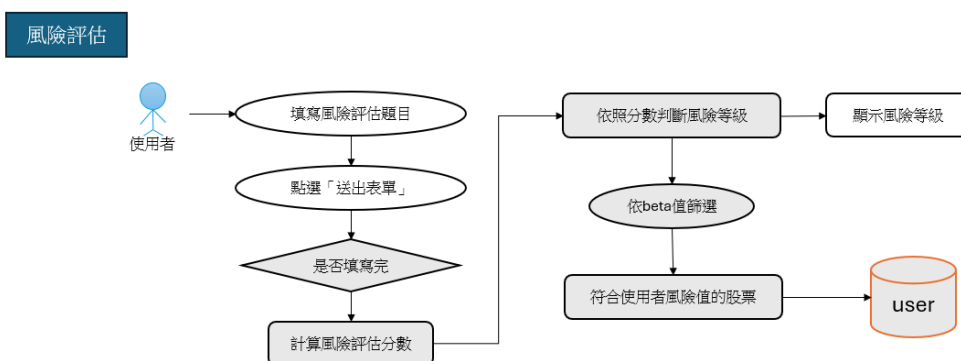 風險評估
使用者
填寫風險評估題目
點選「送出表單」
是否填寫完
計算風險評估分數
依照分數判斷風險等級
顯示風險等級
依beta值篩選
符合使用者風險值的股票
user